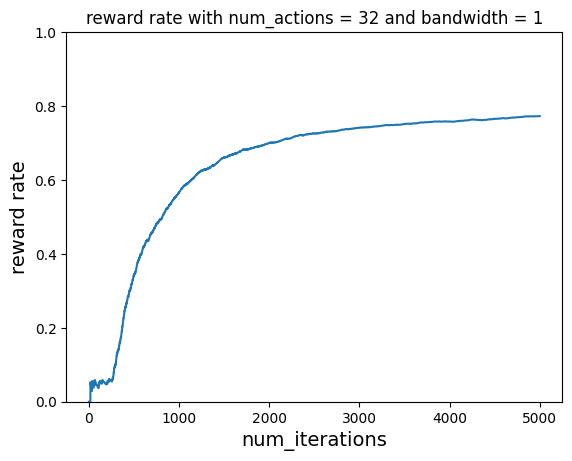 reward rate with num_actions = 32 and bandwidth = 1
1.0
0.8
0.6
0.4
0.2
0.0
reward rate
0 1000 2000 3000 4000 5000
num_iterations